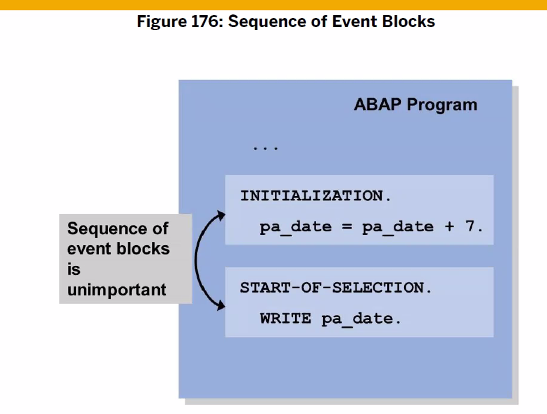 Figure 176: Sequence of Event Blocks
ABAP Program
...
INITIALIZATION.
pa_date = pa_date + 7.
Sequence of
event blocks
is
unimportant
START-OF-SELECTION.
WRITE pa_date.